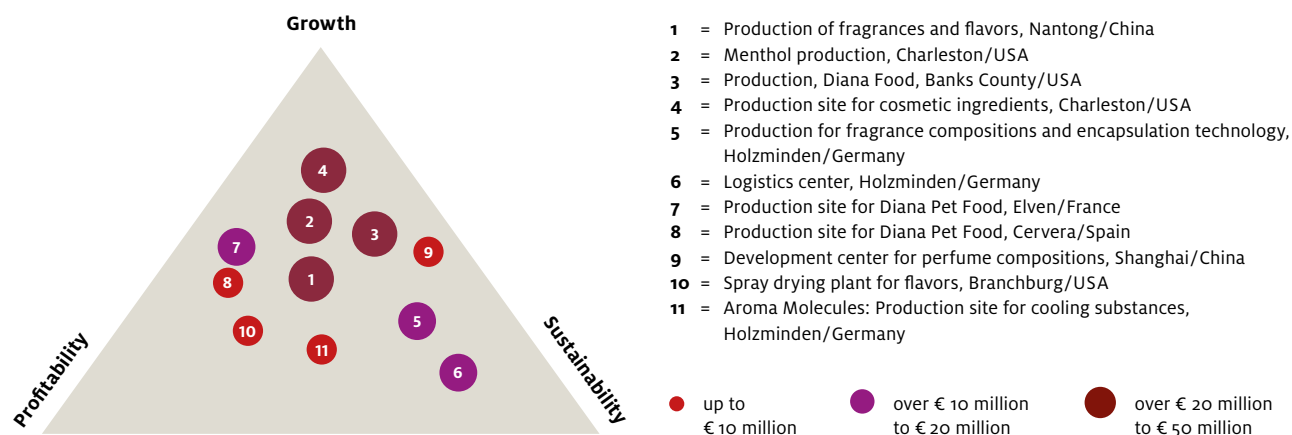 Growth
4
2
3
7
9
8
1
5
10
11
6
Profitability
Sustainability
1 = Production of fragrances and flavors, Nantong/China
2 = Menthol production, Charleston/USA
3 = Production, Diana Food, Banks County/USA
4 = Production site for cosmetic ingredients, Charleston/USA
5 = Production for fragrance compositions and encapsulation technology,
Holzminden/Germany
6 = Logistics center, Holzminden/Germany
7 = Production site for Diana Pet Food, Elven/France
8 = Production site for Diana Pet Food, Cervera/Spain
9 = Development center for perfume compositions, Shanghai/China
10 = Spray drying plant for flavors, Branchburg/USA
11 = Aroma Molecules: Production site for cooling substances,
Holzminden/Germany
up to
€ 10 million
over € 10 million
to € 20 million
over € 20 million
to € 50 million